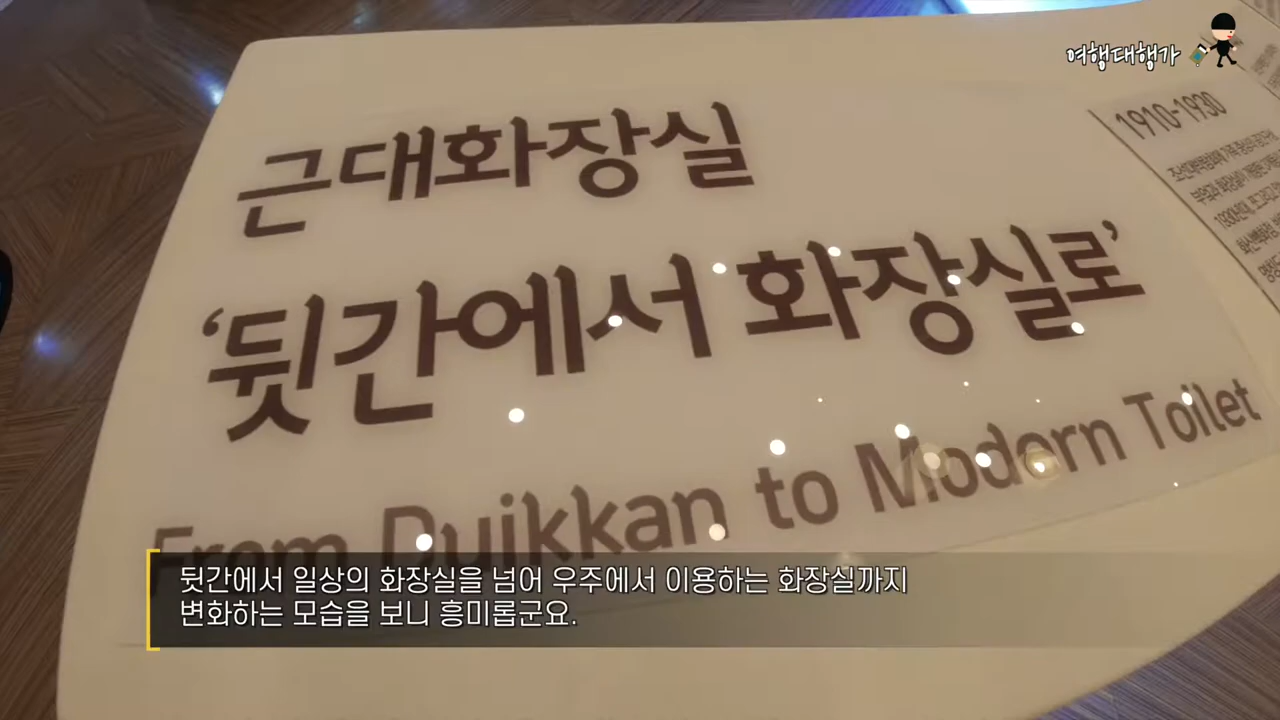 여행대행가
근대화장실
‘뒷간에서 화장실로’
From Duikkan to Modern Toilet
1910-1930
뒷간에서 일상의 화장실을 넘어 우주에서 이용하는 화장실까지
변화하는 모습을 보니 흥미롭군요.